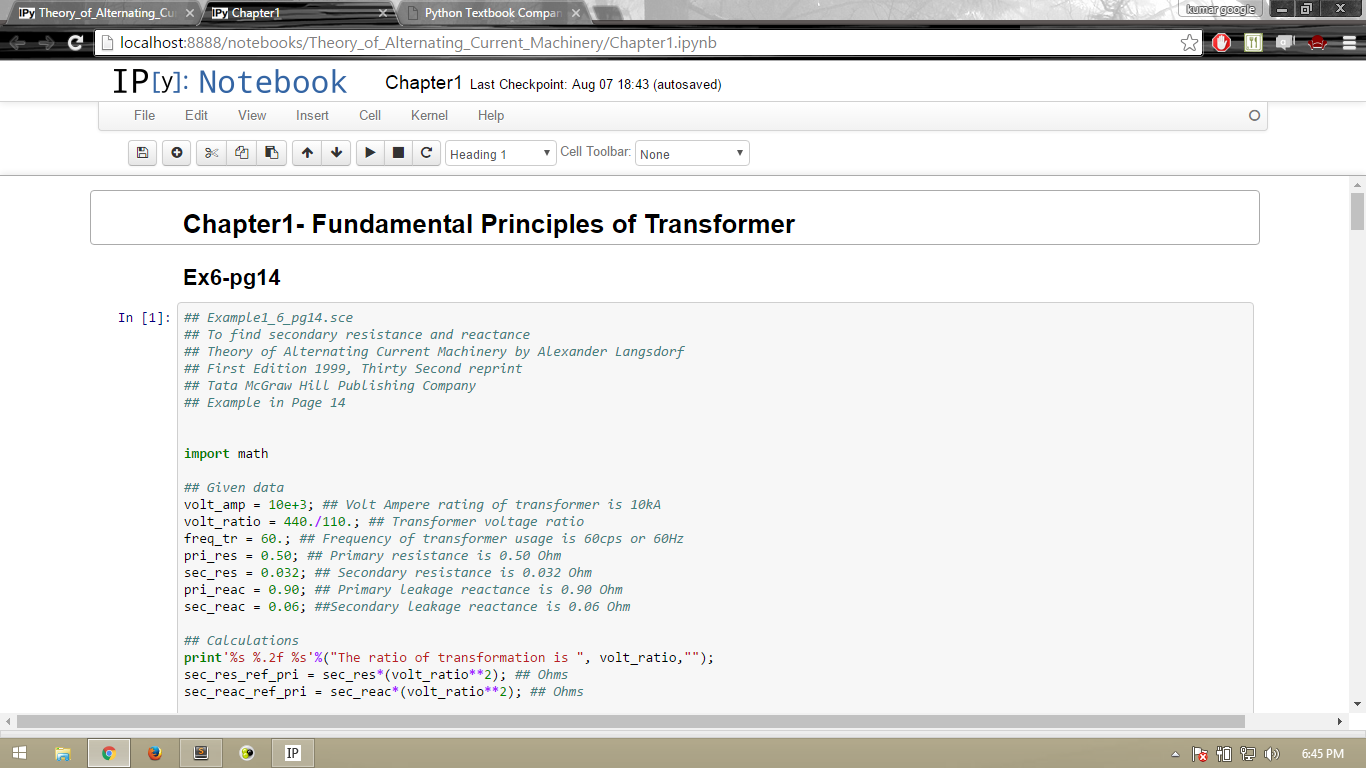 IPy Theory_of_Alternating_Cu
IPy Chapter1
Python Textbook Compan
kumar google
localhost:8888/notebooks/Theory_of_Alternating_Current_Machinery/Chapter1.ipynb
IP[y]: Notebook Chapter1 Last Checkpoint: Aug 07 18:43 (autosaved)
File Edit View Insert Cell Kernel Help
Heading 1 Cell Toolbar: None
Chapter1- Fundamental Principles of Transformer
Ex6-pg14
In [1]: ## Example1_6_pg14.sce
## To find secondary resistance and reactance
## Theory of Alternating Current Machinery by Alexander Langsdorf
## First Edition 1999, Thirty Second reprint
## Tata McGraw Hill Publishing Company
## Example in Page 14
import math
## Given data
volt_amp = 10e+3; ## Volt Ampere rating of transformer is 10kA
volt_ratio = 440./110.; ## Transformer voltage ratio
freq_tr = 60.; ## Frequency of transformer usage is 60cps or 60Hz
pri_res = 0.50; ## Primary resistance is 0.50 Ohm
sec_res = 0.032; ## Secondary resistance is 0.032 Ohm
pri_reac = 0.90; ## Primary leakage reactance is 0.90 Ohm
sec_reac = 0.06; ##Secondary leakage reactance is 0.06 Ohm
## Calculations
print'%s %.2f %s'%("The ratio of transformation is ", volt_ratio,"");
sec_res_ref_pri = sec_res*(volt_ratio**2); ## Ohms
sec_reac_ref_pri = sec_reac*(volt_ratio**2); ## Ohms
IP
6:45 PM